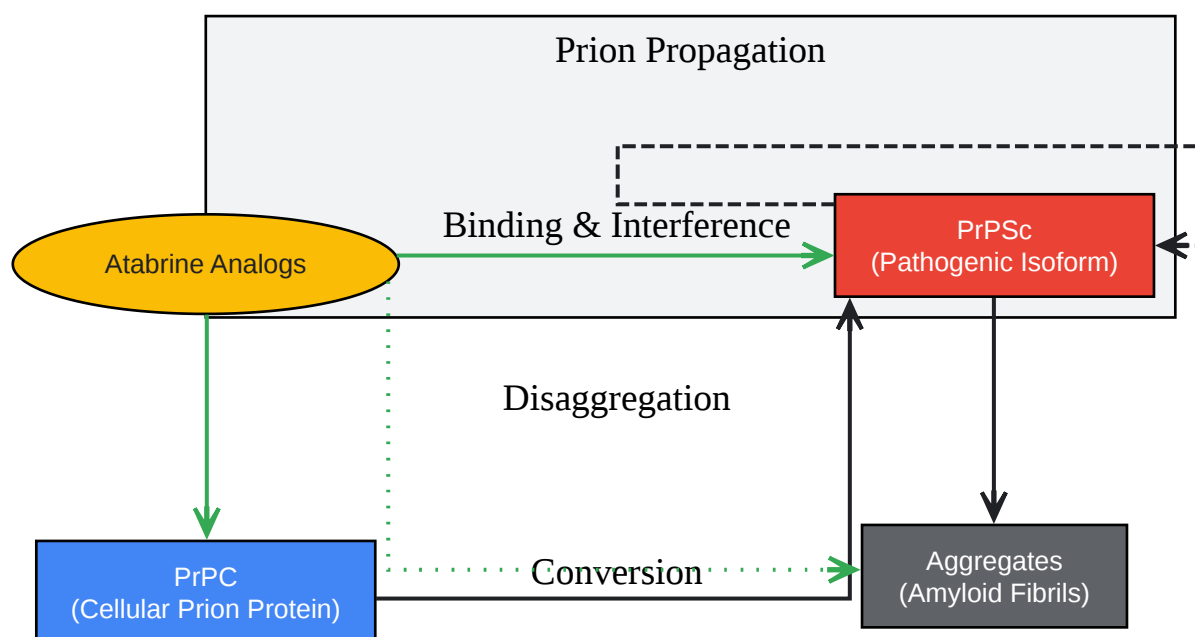 Prion Propagation
Binding & Interference
PrPSc
(Pathogenic Isoform)
Atabrine Analogs
Disaggregation
Conversion
PrPC
(Cellular Prion Protein)
Aggregates
(Amyloid Fibrils)